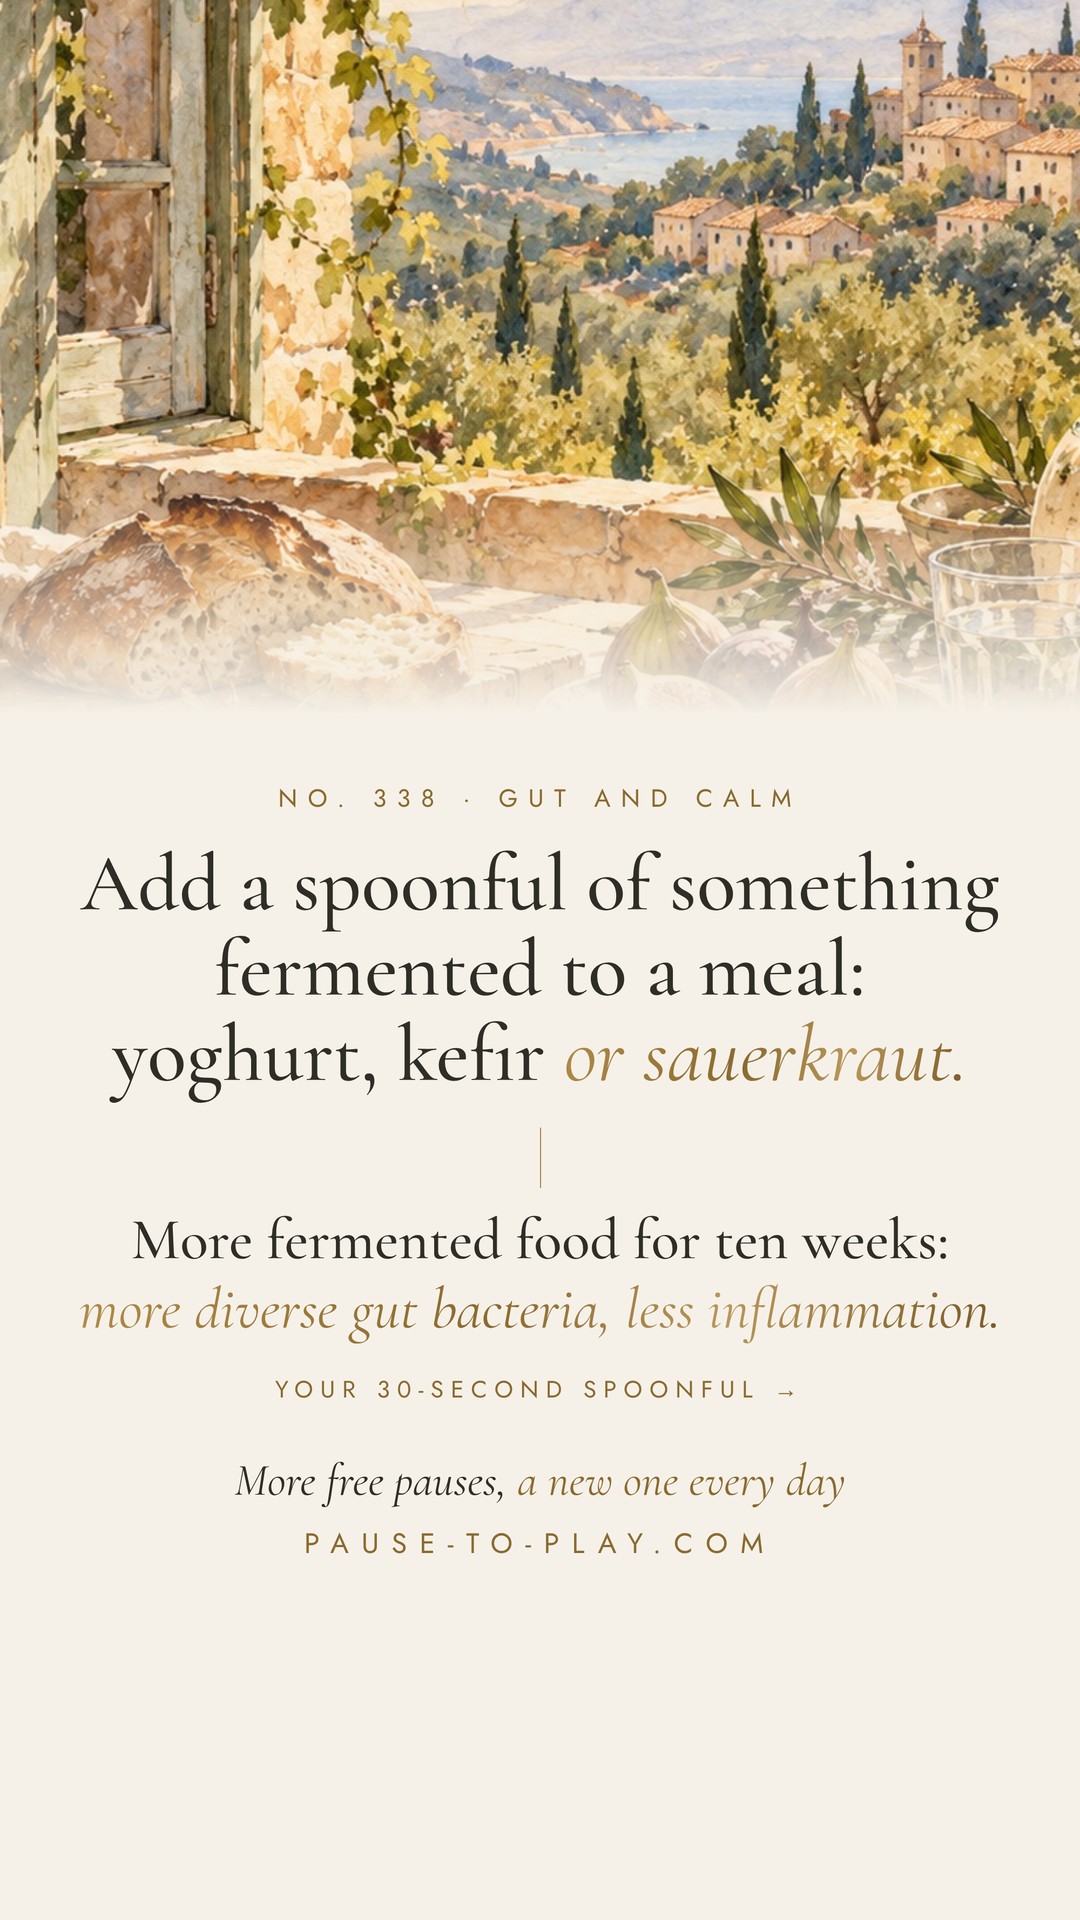 NO. 338 · GUT AND CALM
Add a spoonful of something
fermented to a meal:
yoghurt, kefir or sauerkraut.
More fermented food for ten weeks:
more diverse gut bacteria, less inflammation.
YOUR 30-SECOND SPOONFUL →
More free pauses, a new one every day
PAUSE-TO-PLAY.COM